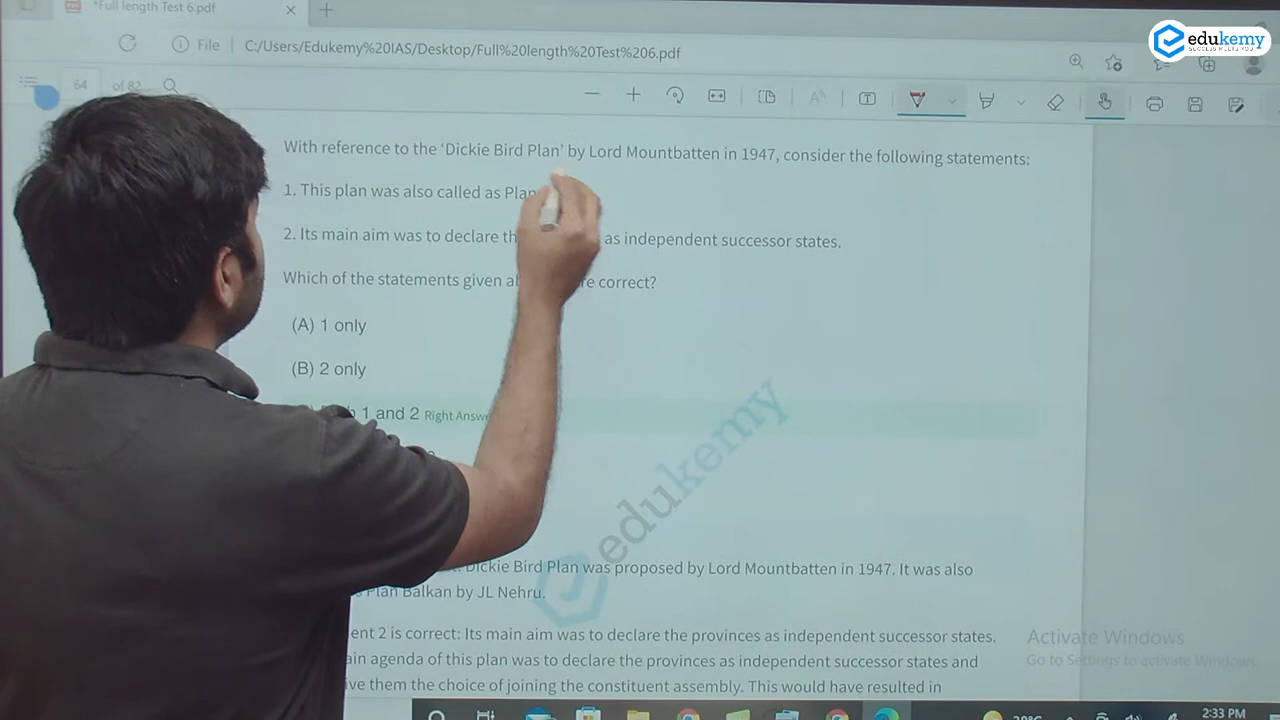 *Full length Test 6.pdf
edukemy
File C:/Users/Edukemy%20IAS/Desktop/Full%20length%20Test%206.pdf
64 of 82
With reference to the ‘Dickie Bird Plan’ by Lord Mountbatten in 1947, consider the following statements:
1. This plan was also called as Plan
2. Its main aim was to declare as independent successor states.
Which of the statements given correct?
(A) 1 only
(B) 2 only
1 and 2 Right
edukemy
Dickie Bird Plan was proposed by Lord Mountbatten in 1947. It was also
Plan Balkan by JL Nehru.
2 is correct: Its main aim was to declare the provinces as independent successor states.
agenda of this plan was to declare the provinces as independent successor states and
them the choice of joining the constituent assembly. This would have resulted in
Activate Windows
Go to Settings to activate Windows.
2:33 PM